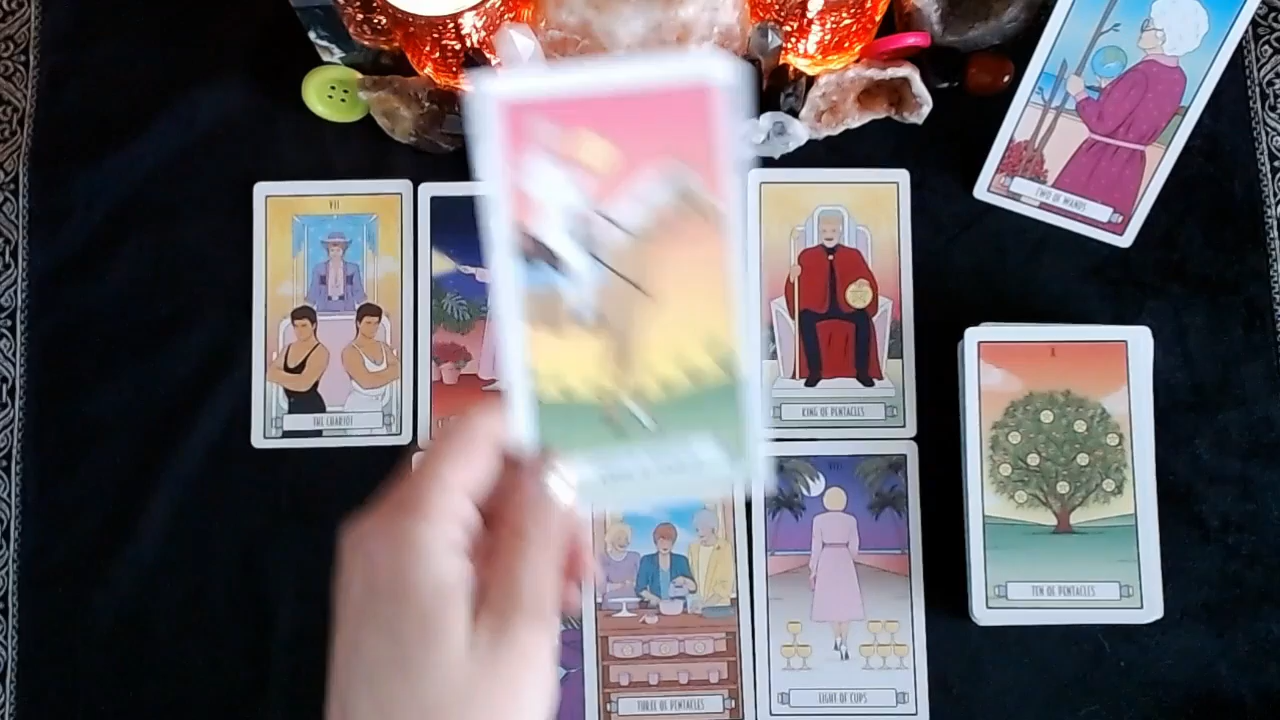 TWO OF WANDS
VII
THE CHARIOT
KING OF PENTACLES
X
TEN OF PENTACLES
VIII
EIGHT OF CUPS
THREE OF PENTACLES